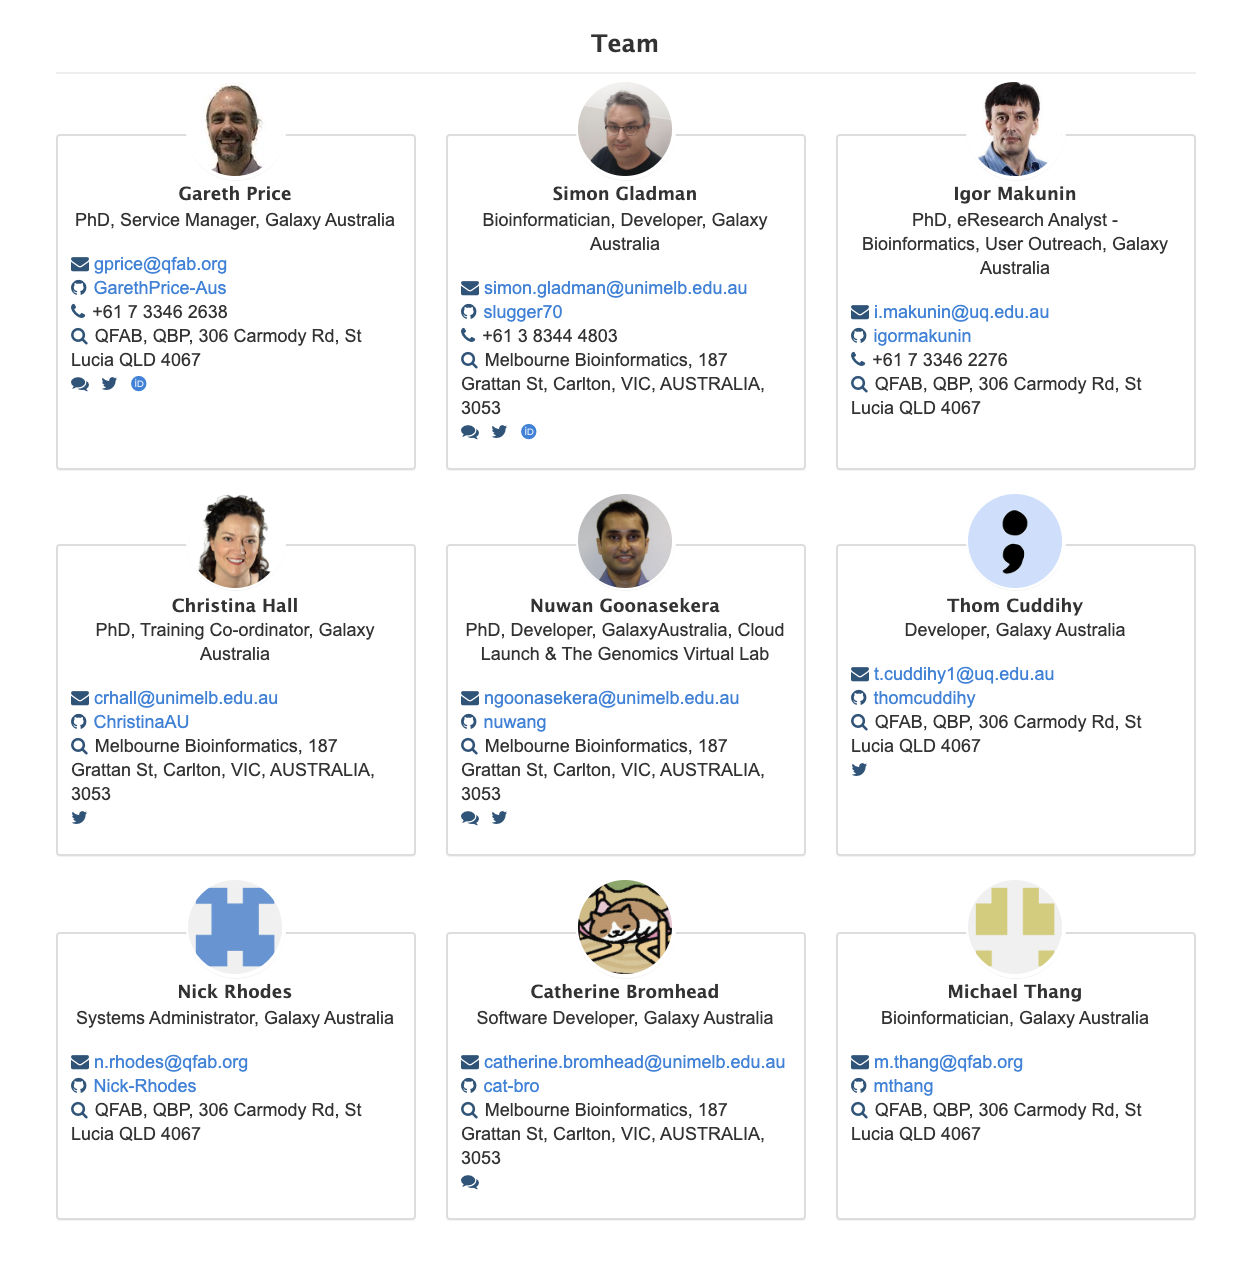 Team
Gareth Price
PhD, Service Manager, Galaxy Australia
gprice@qfab.org
GarethPrice-Aus
+61 7 3346 2638
QFAB, QBP, 306 Carmody Rd, St
Lucia QLD 4067
Simon Gladman
Bioinformatician, Developer, Galaxy
Australia
simon.gladman@unimelb.edu.au
slugger70
+61 3 8344 4803
Melbourne Bioinformatics, 187
Grattan St, Carlton, VIC, AUSTRALIA,
3053
Igor Makunin
PhD, eResearch Analyst -
Bioinformatics, User Outreach, Galaxy
Australia
i.makunin@uq.edu.au
igormakunin
+61 7 3346 2276
QFAB, QBP, 306 Carmody Rd, St
Lucia QLD 4067
Christina Hall
PhD, Training Co-ordinator, Galaxy
Australia
crhall@unimelb.edu.au
ChristinaAU
Melbourne Bioinformatics, 187
Grattan St, Carlton, VIC, AUSTRALIA,
3053
Nuwan Goonasekera
PhD, Developer, GalaxyAustralia, Cloud
Launch & The Genomics Virtual Lab
ngoonasekera@unimelb.edu.au
nuwang
Melbourne Bioinformatics, 187
Grattan St, Carlton, VIC, AUSTRALIA,
3053
;
Thom Cuddihy
Developer, Galaxy Australia
t.cuddihy1@uq.edu.au
thomcuddihy
QFAB, QBP, 306 Carmody Rd, St
Lucia QLD 4067
Nick Rhodes
Systems Administrator, Galaxy Australia
n.rhodes@qfab.org
Nick-Rhodes
QFAB, QBP, 306 Carmody Rd, St
Lucia QLD 4067
Catherine Bromhead
Software Developer, Galaxy Australia
catherine.bromhead@unimelb.edu.au
cat-bro
Melbourne Bioinformatics, 187
Grattan St, Carlton, VIC, AUSTRALIA,
3053
Michael Thang
Bioinformatician, Galaxy Australia
m.thang@qfab.org
mthang
QFAB, QBP, 306 Carmody Rd, St
Lucia QLD 4067